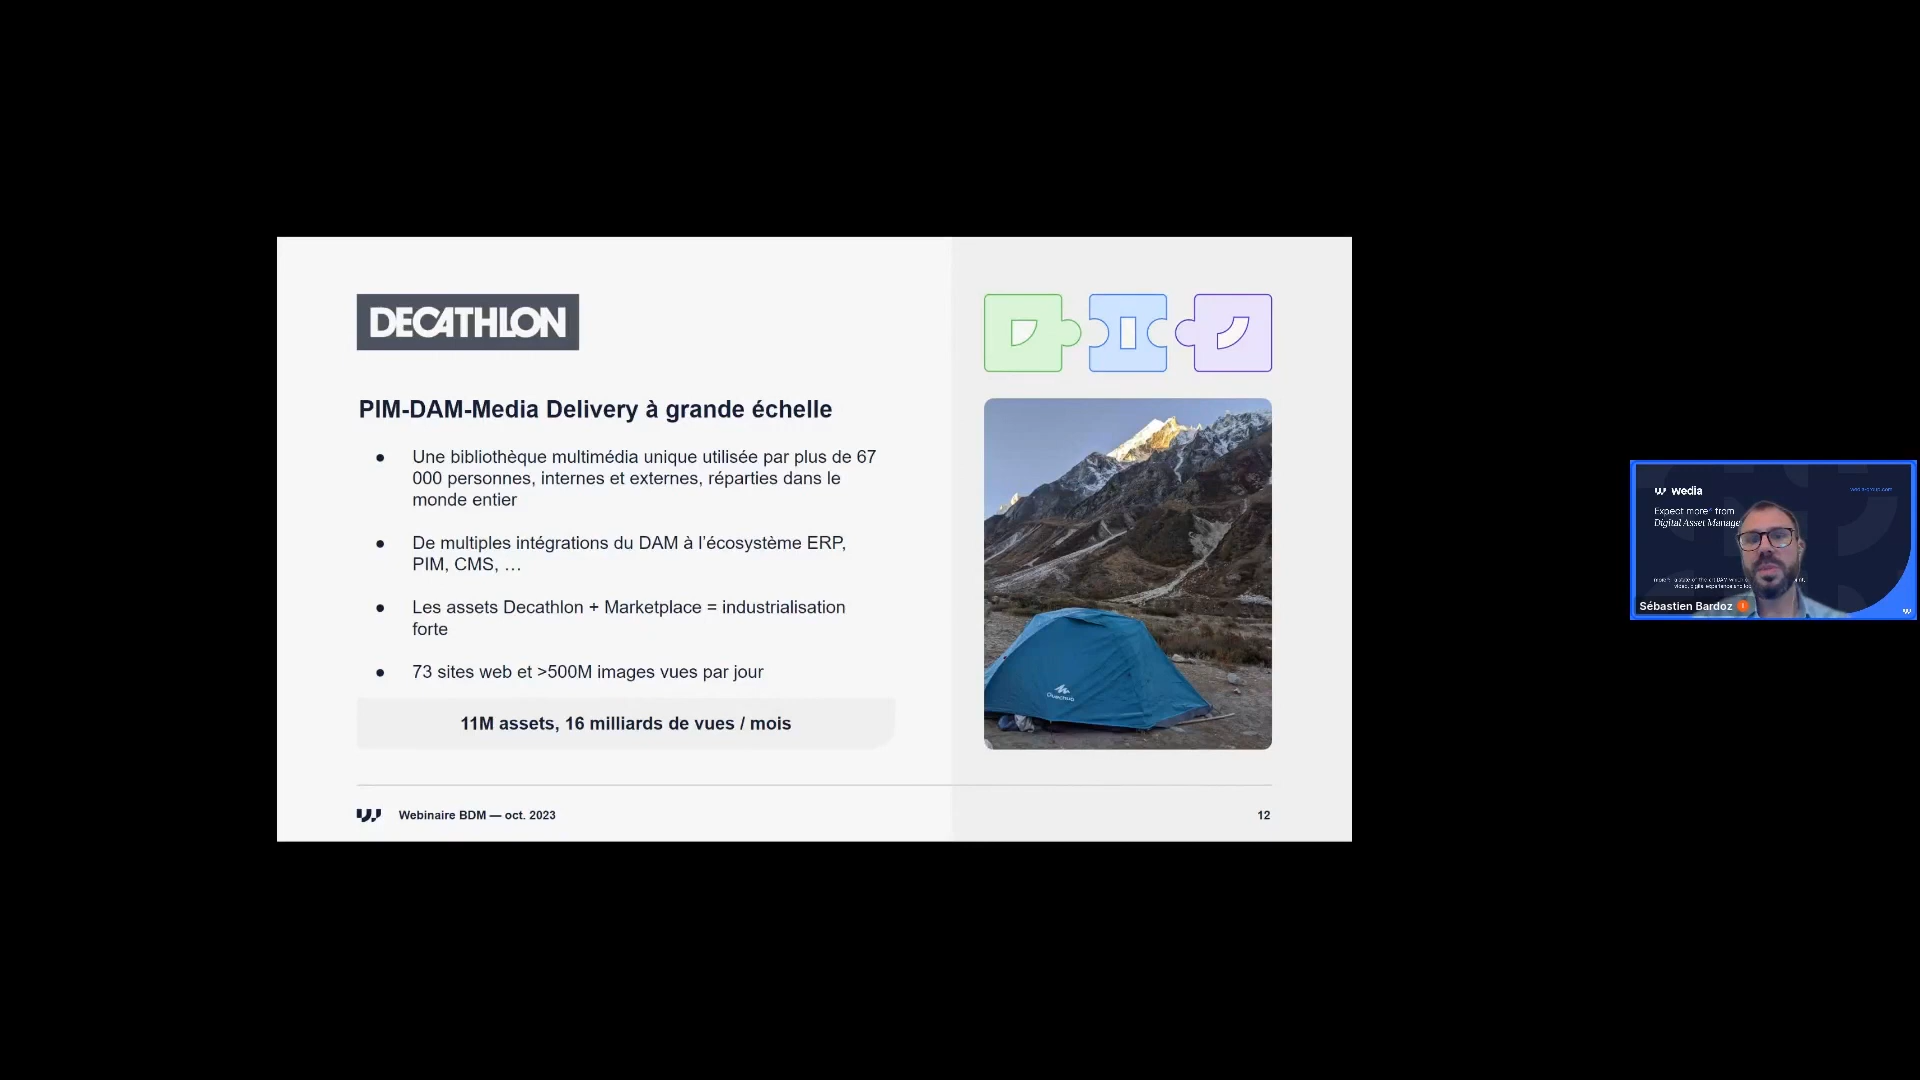 DECATHLON
PIM-DAM-Media Delivery à grande échelle
● Une bibliothèque multimédia unique utilisée par plus de 67
000 personnes, internes et externes, réparties dans le
monde entier
● De multiples intégrations du DAM à l’écosystème ERP,
PIM, CMS, …
● Les assets Decathlon + Marketplace = industrialisation
forte
● 73 sites web et >500M images vues par jour
11M assets, 16 milliards de vues / mois
Webinaire BDM — oct. 2023
12
Quechua
wedia
Expect more from
Digital Asset Manage
Sébastien Bardoz